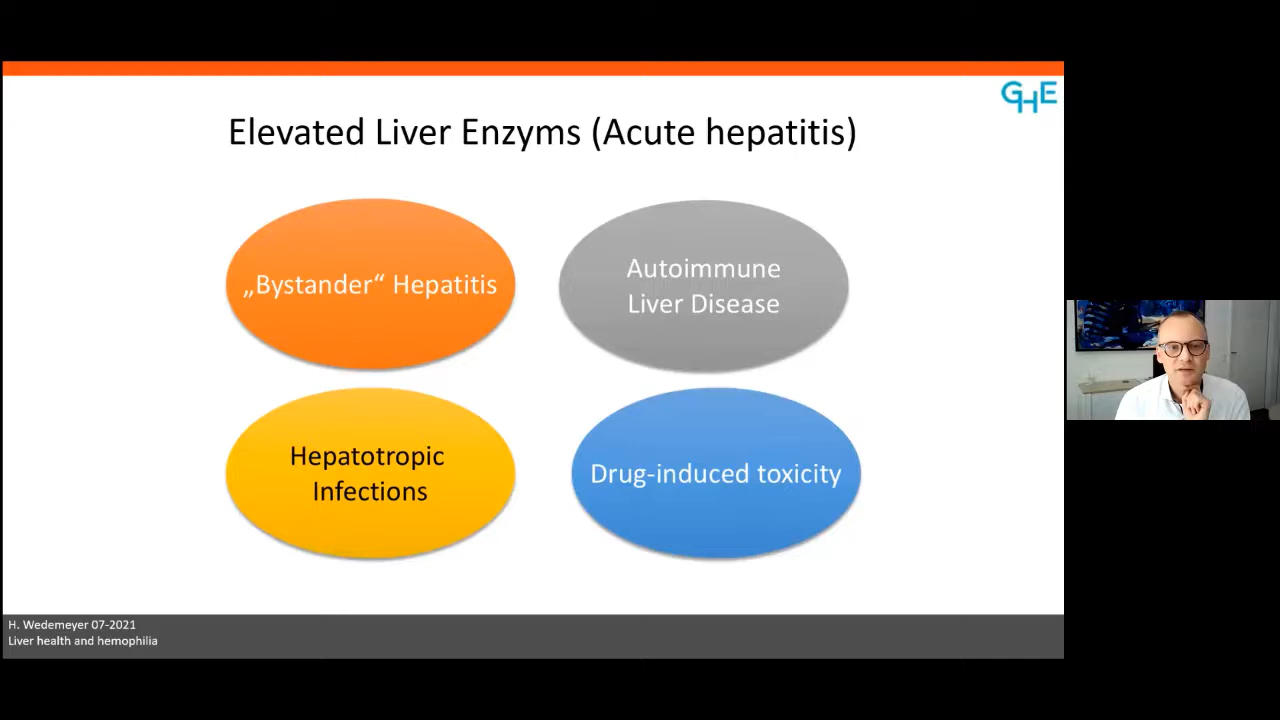 GHE
Elevated Liver Enzyms (Acute hepatitis)
„Bystander“ Hepatitis
Autoimmune
Liver Disease
Hepatotropic
Infections
Drug-induced toxicity
H. Wedemeyer 07-2021
Liver health and hemophilia